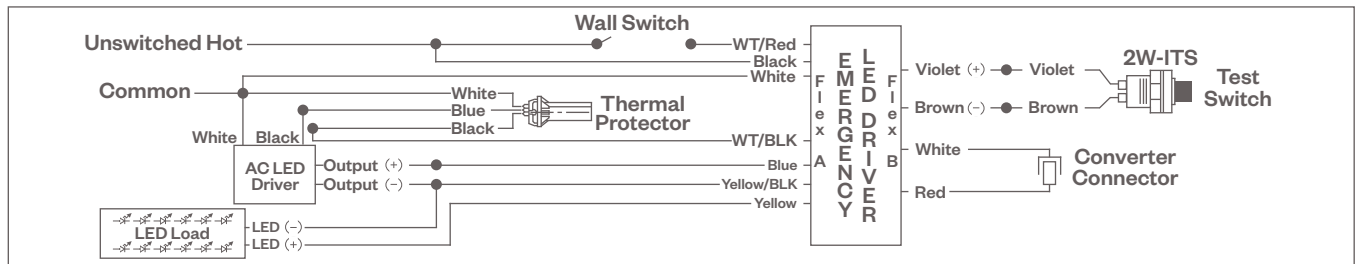 Wall Switch
Unswitched Hot
WT/Red
Black
White
Common
White
Blue
Black
Thermal
Protector
WT/BLK
White
Black
AC LED
Driver
Output (+)
Output (−)
Blue
Yellow/BLK
Yellow
LED Load
LED (−)
LED (+)
Flex A
EMERGENCY
LED DRIVER
Flex B
Violet (+)
Violet
Brown (−)
Brown
2W-ITS
Test
Switch
White
Red
Converter
Connector